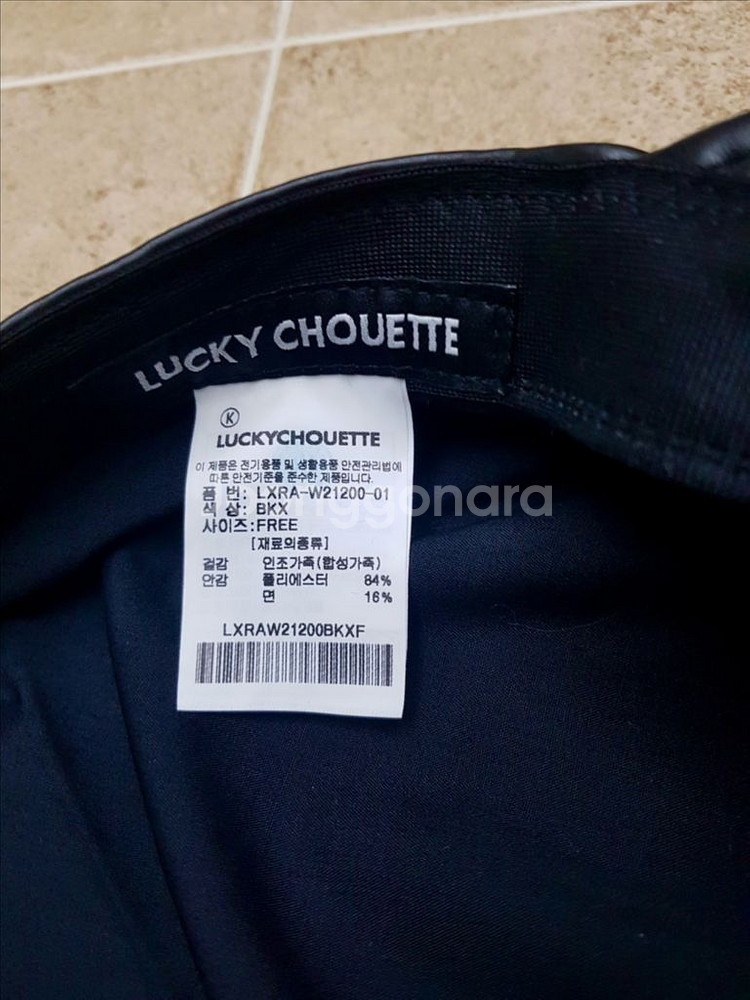 LUCKY CHOUETTE
K
LUCKYCHOUETTE
이 제품은 전기용품 및 생활용품 안전관리법에
따른 안전기준을 준수한 제품입니다.
품 번: LXRA-W21200-01
색 상: BKX
사이즈:FREE
[재료의종류]
겉감 인조가죽(합성가죽)
안감 폴리에스터 84%
면 16%
LXRAW21200BKXF